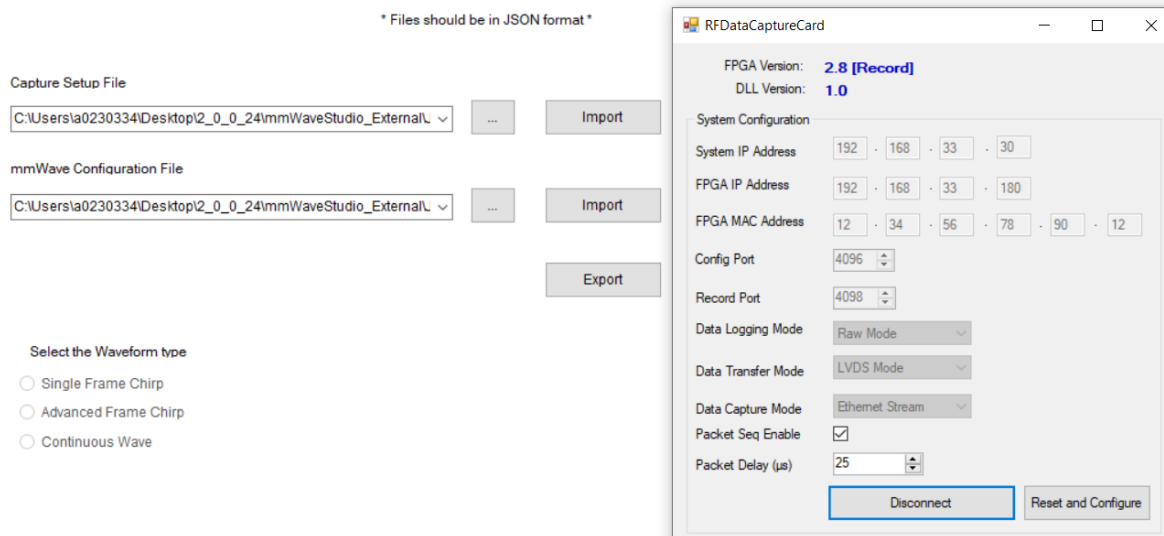 * Files should be in JSON format *
Capture Setup File
C:\Users\a0230334\Desktop\2_0_0_24\mmWaveStudio_External\J
...
Import
mmWave Configuration File
C:\Users\a0230334\Desktop\2_0_0_24\mmWaveStudio_External\J
...
Import
Export
Select the Waveform type
Single Frame Chirp
Advanced Frame Chirp
Continuous Wave
RFDataCaptureCard
FPGA Version: 2.8 [Record]
DLL Version: 1.0
System Configuration
System IP Address 192 . 168 . 33 . 30
FPGA IP Address 192 . 168 . 33 . 180
FPGA MAC Address 12 . 34 . 56 . 78 . 90 . 12
Config Port 4096
Record Port 4098
Data Logging Mode Raw Mode
Data Transfer Mode LVDS Mode
Data Capture Mode Ethernet Stream
Packet Seq Enable
Packet Delay (µs) 25
Disconnect Reset and Configure